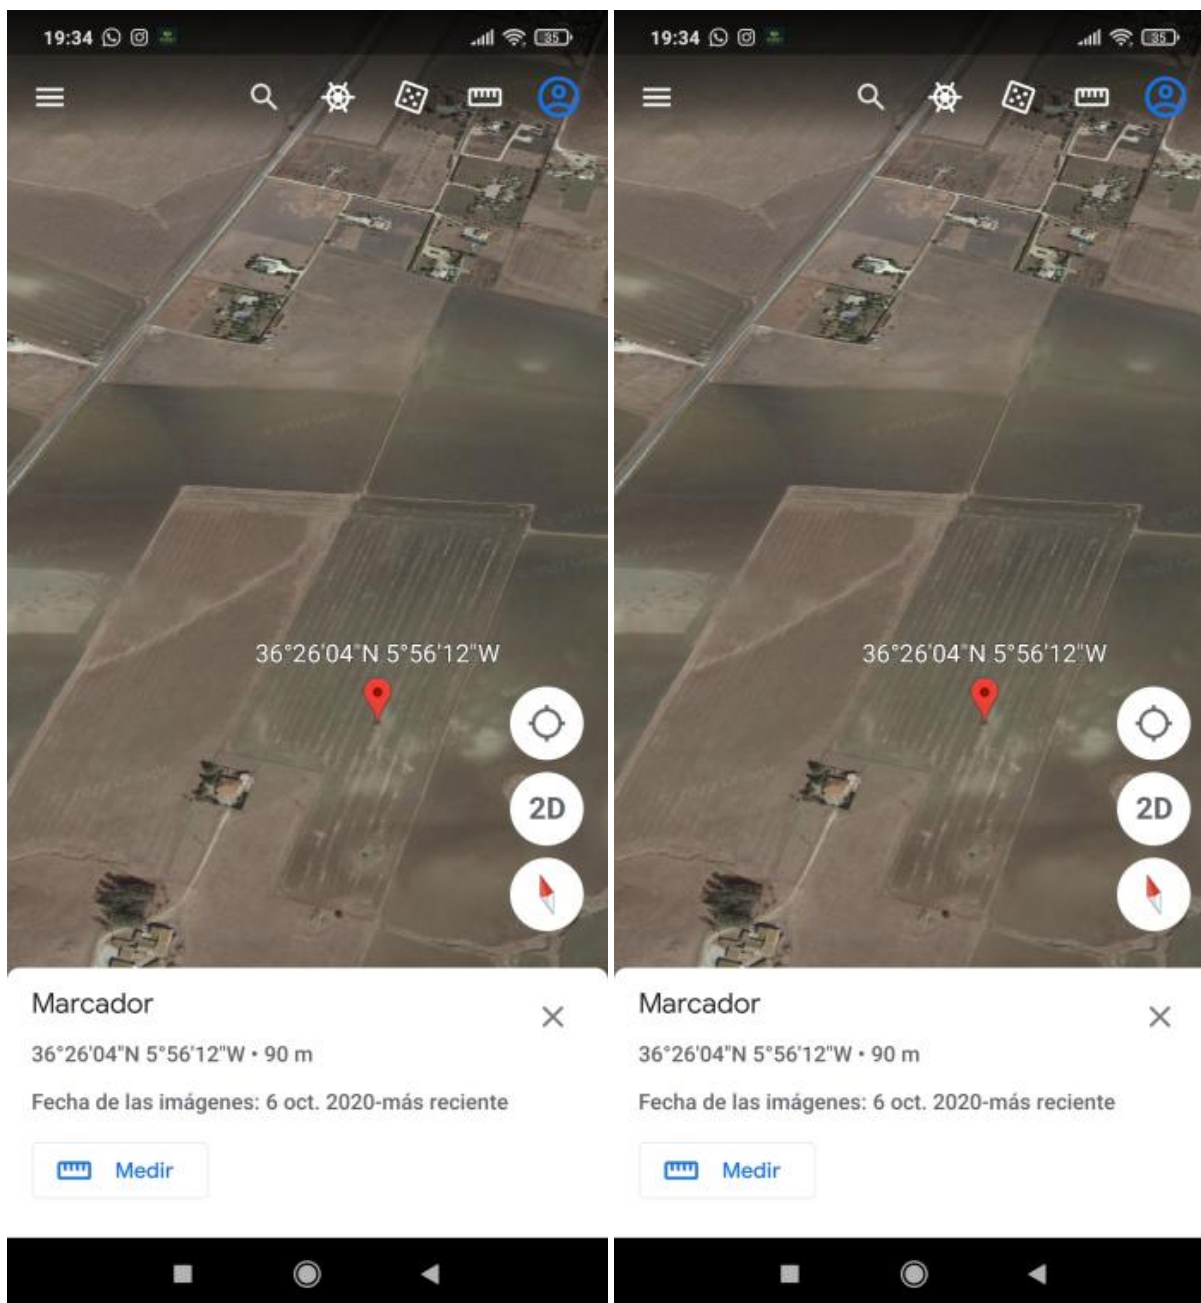 19:34
35
36°26'04"N 5°56'12"W
2D
Marcador
36°26'04"N 5°56'12"W • 90 m
Fecha de las imágenes: 6 oct. 2020-más reciente
Medir
19:34
35
36°26'04"N 5°56'12"W
2D
Marcador
36°26'04"N 5°56'12"W • 90 m
Fecha de las imágenes: 6 oct. 2020-más reciente
Medir